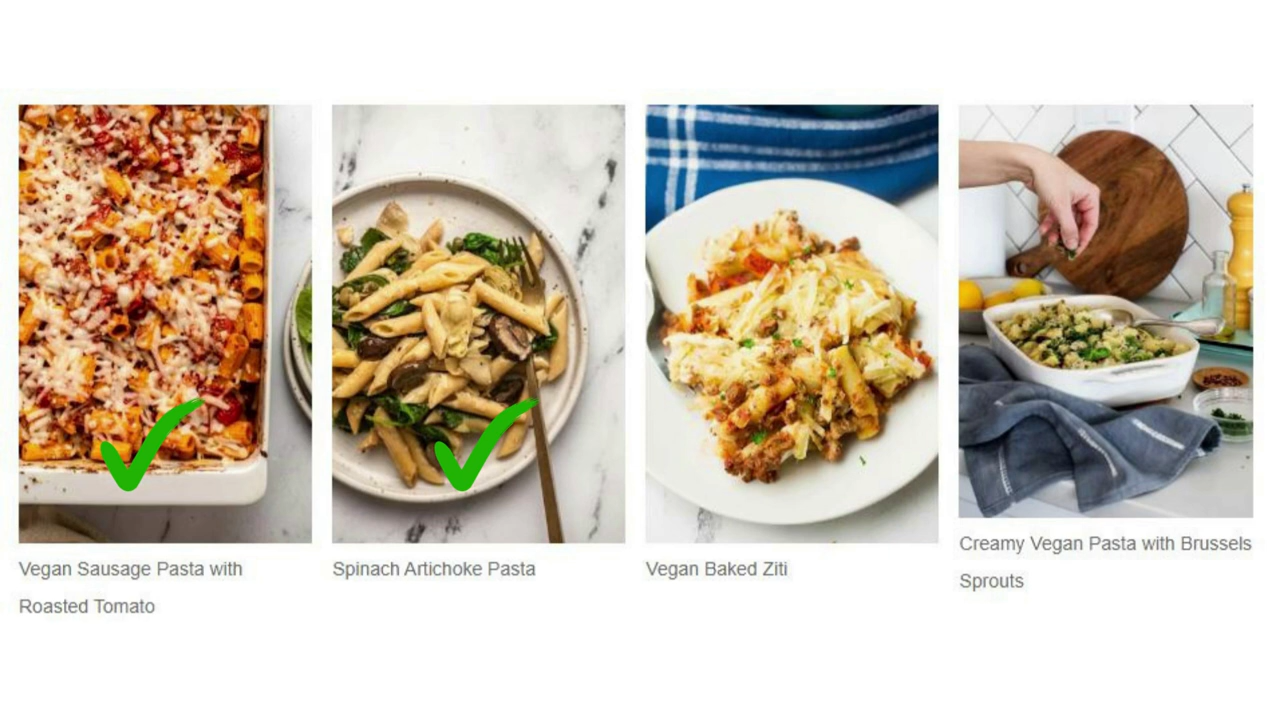 Vegan Sausage Pasta with
Roasted Tomato
Spinach Artichoke Pasta
Vegan Baked Ziti
Creamy Vegan Pasta with Brussels
Sprouts